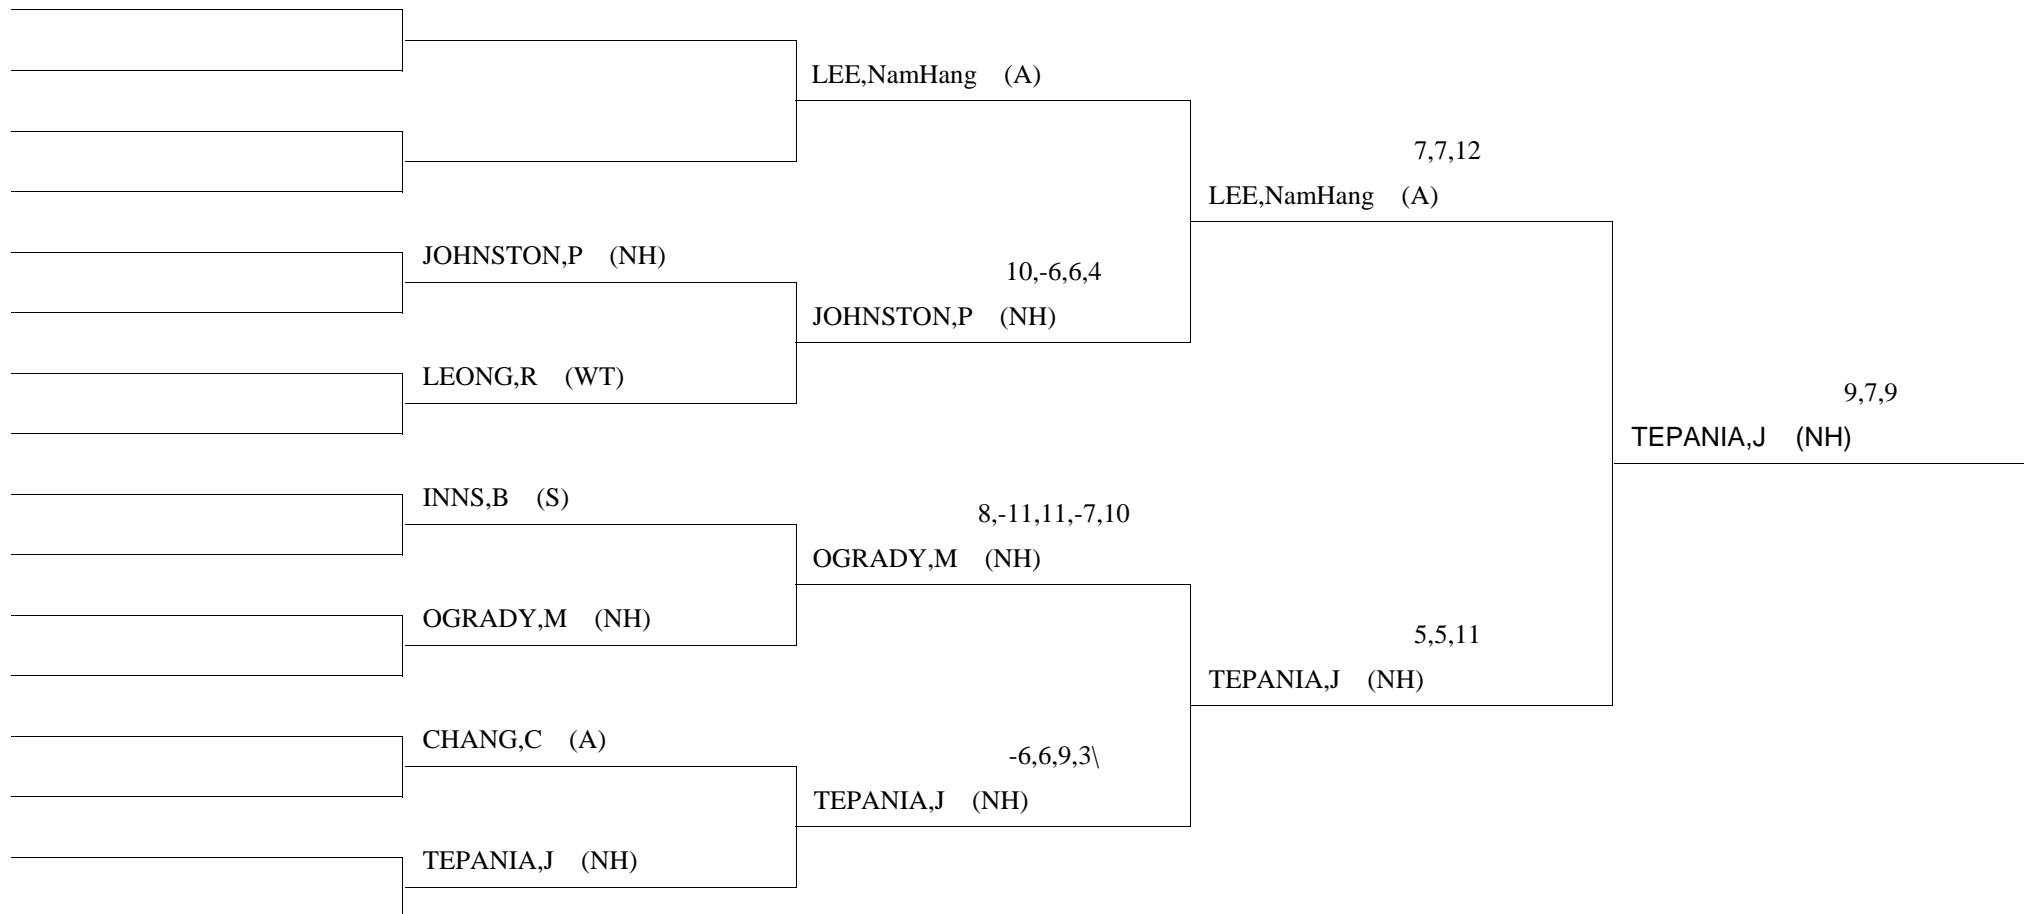 LEE,NamHang (A)
7,7,12
LEE,NamHang (A)
JOHNSTON,P (NH)
10,-6,6,4
JOHNSTON,P (NH)
LEONG,R (WT)
9,7,9
TEPANIA,J (NH)
INNS,B (S)
8,-11,11,-7,10
OGRADY,M (NH)
OGRADY,M (NH)
5,5,11
TEPANIA,J (NH)
CHANG,C (A)
-6,6,9,3\
TEPANIA,J (NH)
TEPANIA,J (NH)